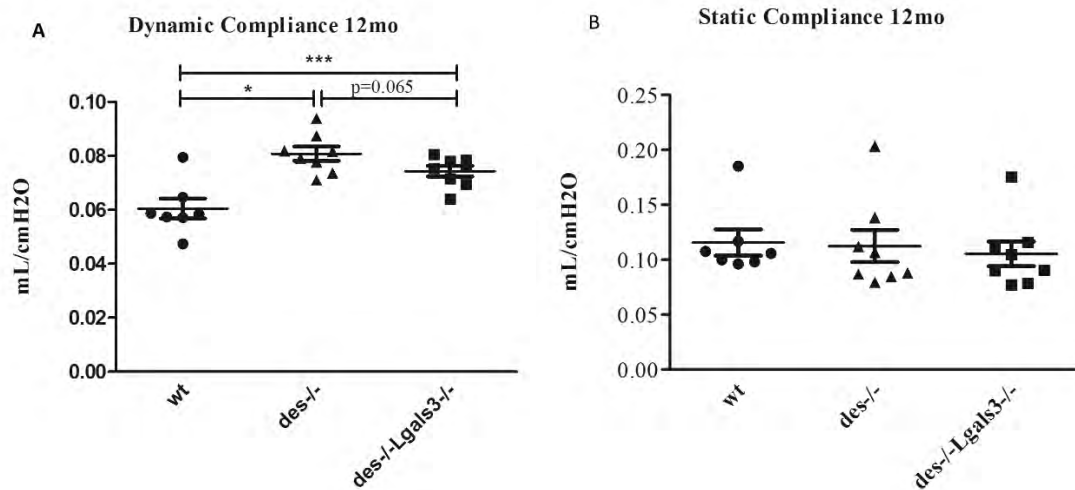 A
Dynamic Compliance 12mo
***
*
p=0.065
mL/cmH2O
0.10
0.08
0.06
0.04
0.02
0.00
wt
des-/-
des-/-Lgals3-/-
B
Static Compliance 12mo
mL/cmH2O
0.25
0.20
0.15
0.10
0.05
0.00
wt
des-/-
des-/-Lgals3-/-